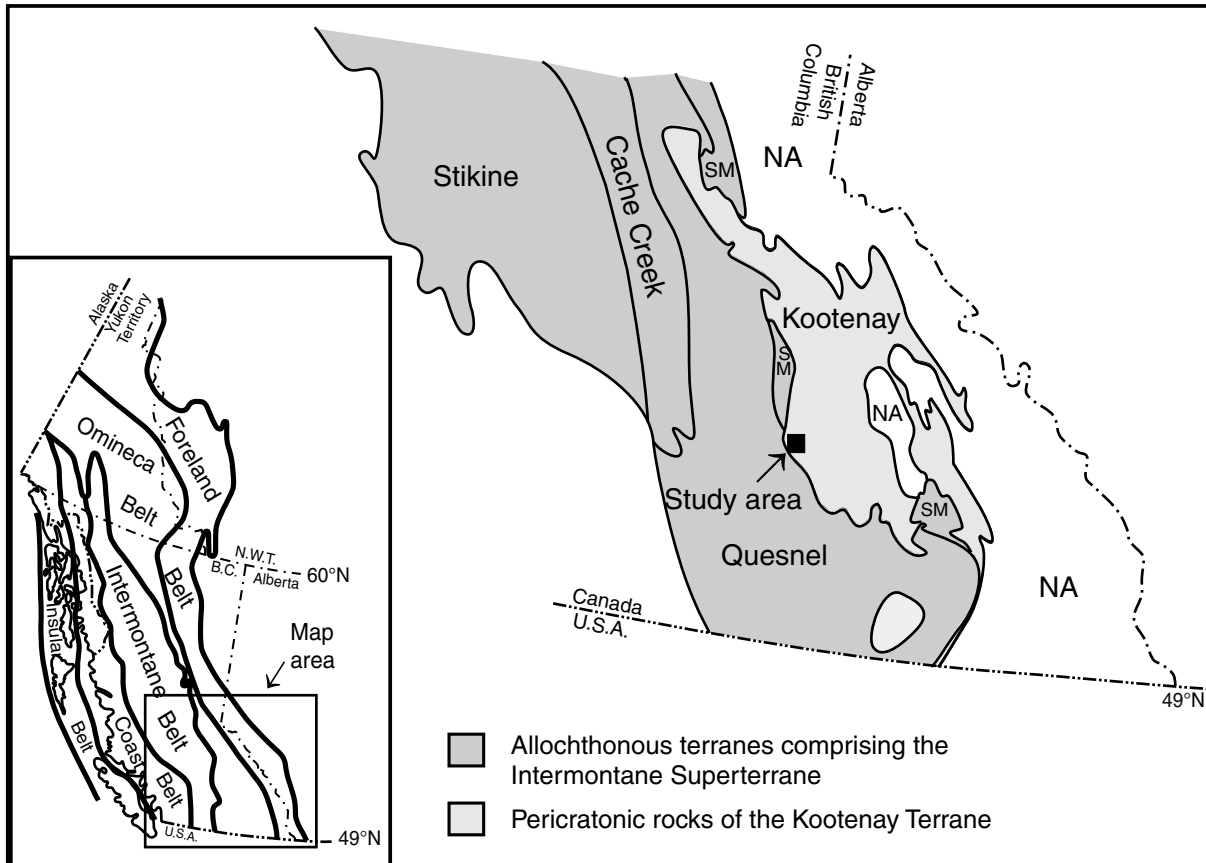 Alberta
British
Columbia
NA
SM
Stikine
Cache Creek
Kootenay
S
M
NA
Study area
SM
Quesnel
NA
Canada
U.S.A.
49°N
Alaska
Yukon
Territory
Omineca
Belt
Foreland
Belt
N.W.T.
B.C.
Alberta
60°N
Insular
Belt
Intermontane
Belt
Coast
Belt
Map
area
U.S.A.
49°N
Allochthonous terranes comprising the
Intermontane Superterrane
Pericratonic rocks of the Kootenay Terrane